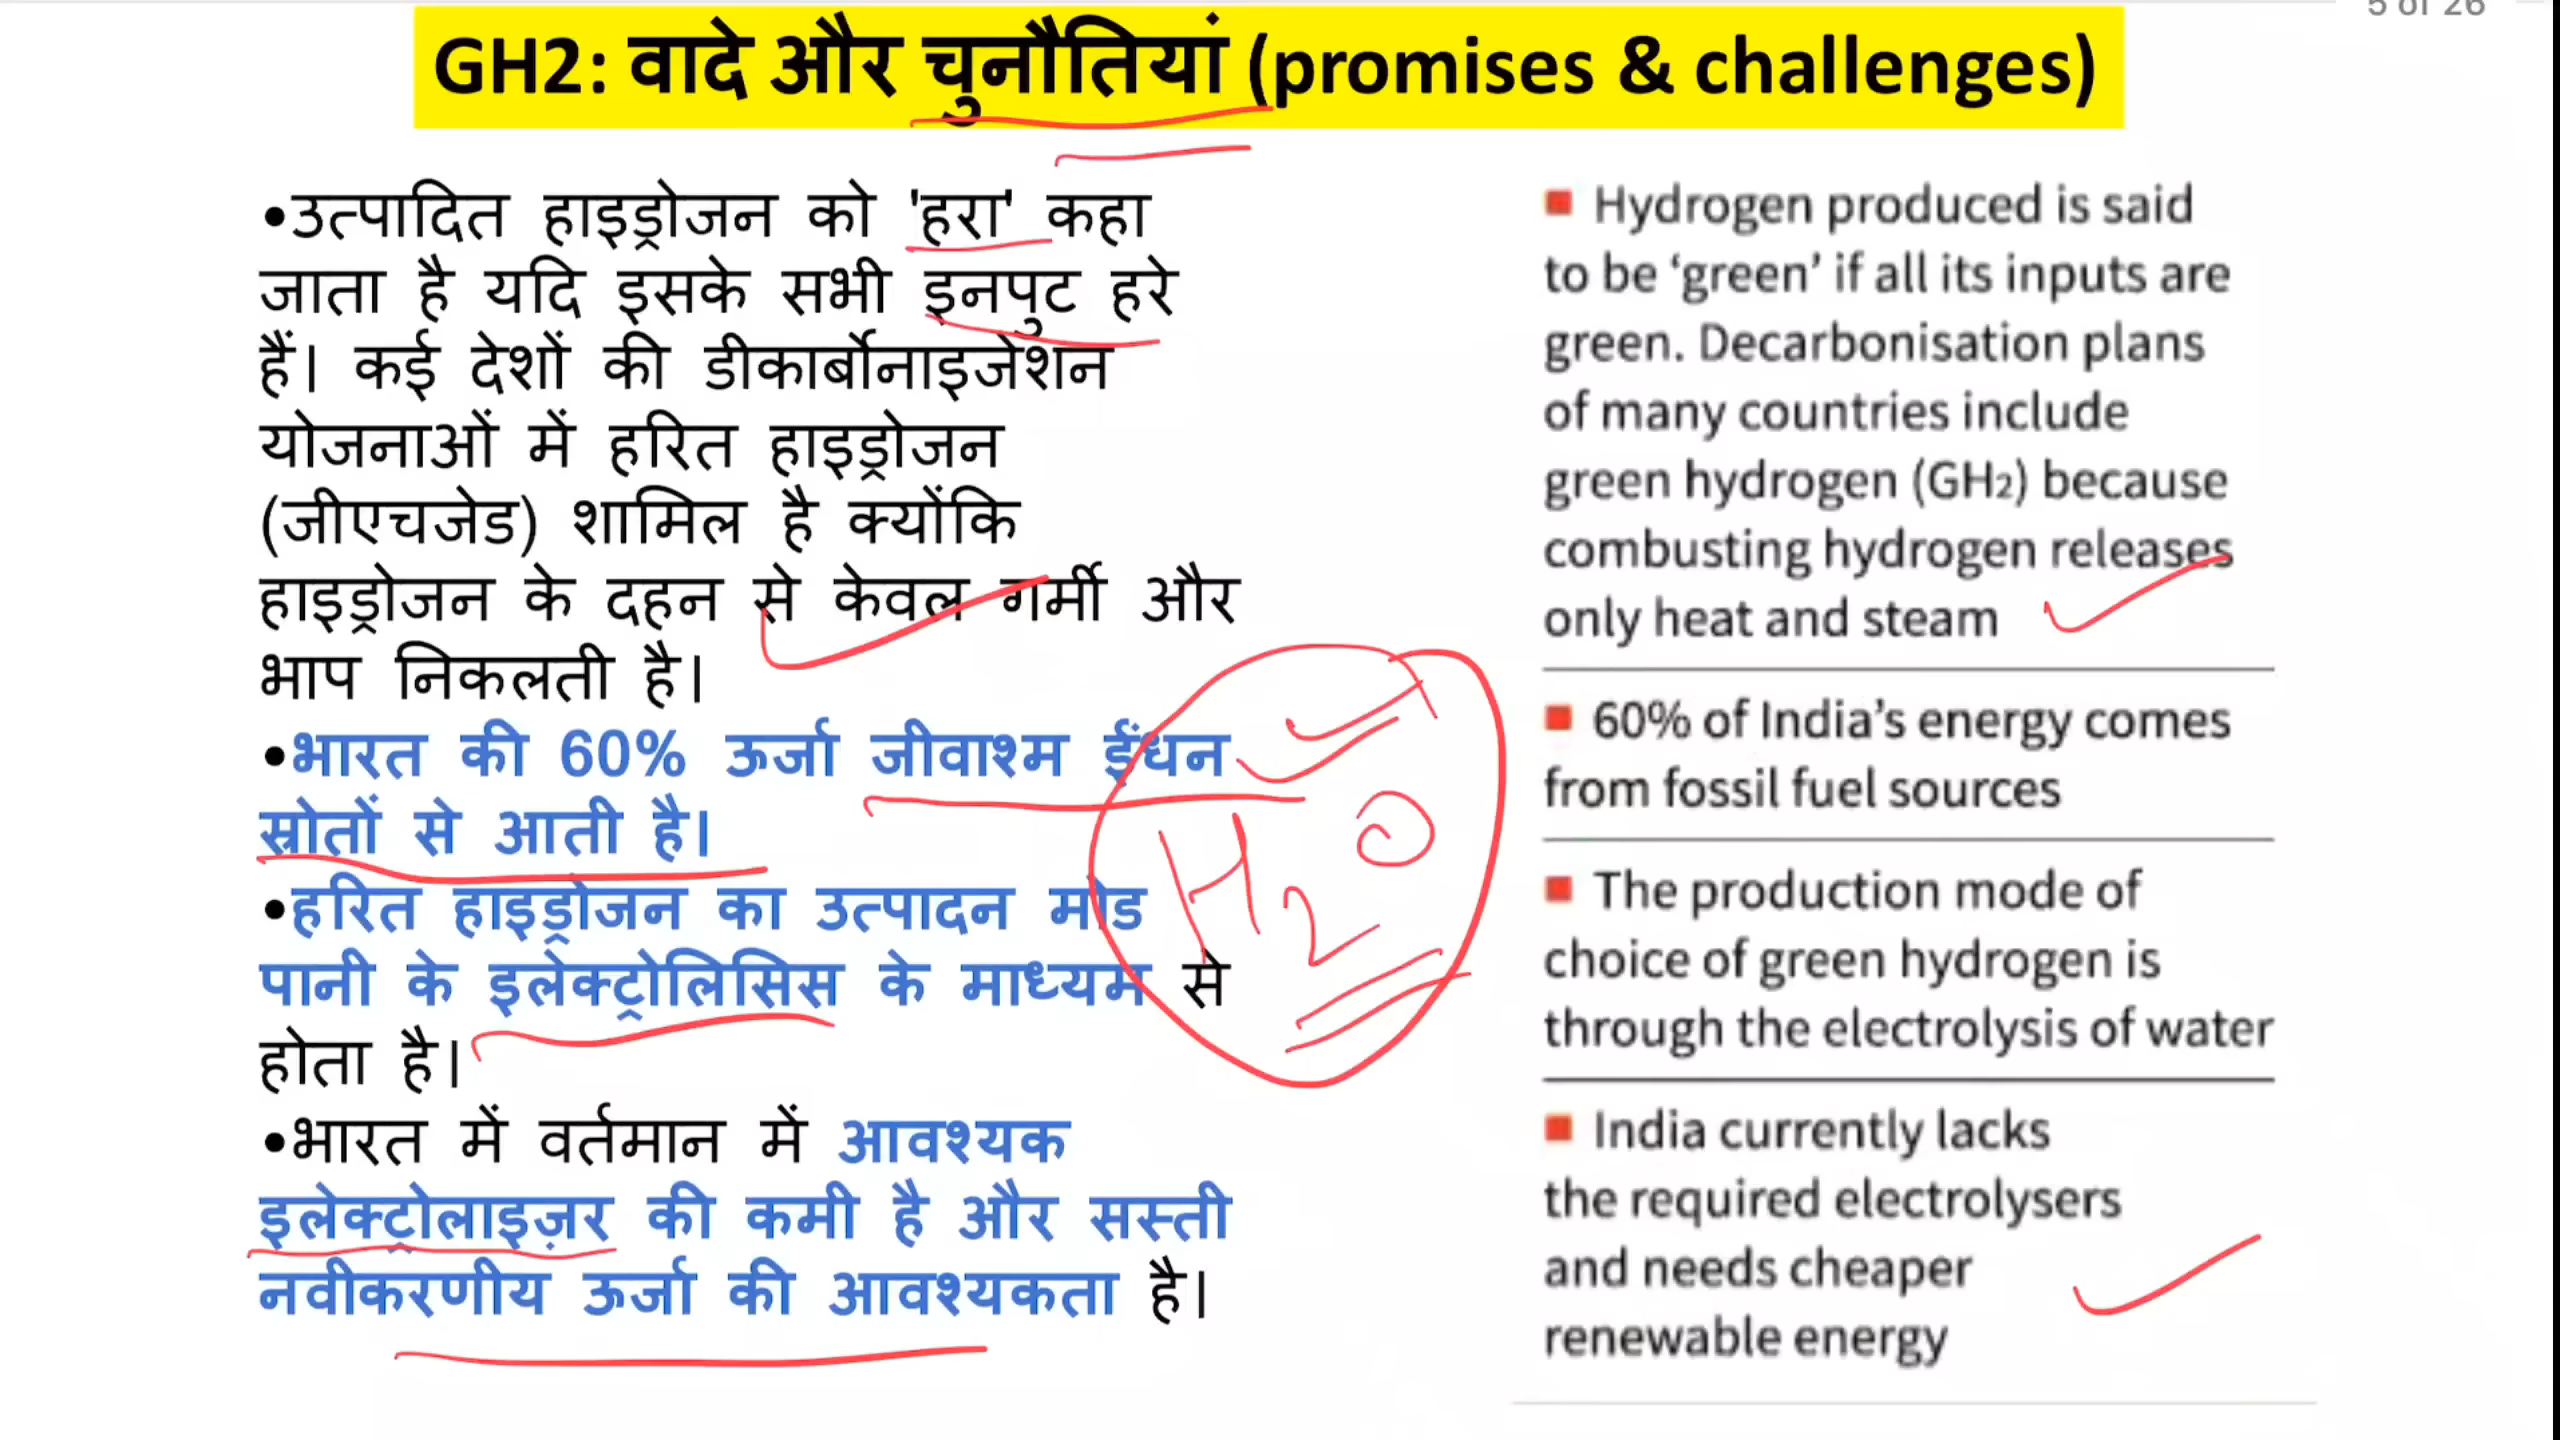 5 of 26
GH2: वादे और चुनौतियां (promises & challenges)
•उत्पादित हाइड्रोजन को 'हरा' कहा
जाता है यदि इसके सभी इनपुट हरे
हैं। कई देशों की डीकार्बोनाइजेशन
योजनाओं में हरित हाइड्रोजन
(जीएचजेड) शामिल है क्योंकि
हाइड्रोजन के दहन से केवल गर्मी और
भाप निकलती है।
•भारत की 60% ऊर्जा जीवाश्म ईंधन
स्रोतों से आती है।
•हरित हाइड्रोजन का उत्पादन मोड
पानी के इलेक्ट्रोलिसिस के माध्यम से
होता है।
•भारत में वर्तमान में आवश्यक
इलेक्ट्रोलाइज़र की कमी है और सस्ती
नवीकरणीय ऊर्जा की आवश्यकता है।
H2O
■ Hydrogen produced is said
to be ‘green’ if all its inputs are
green. Decarbonisation plans
of many countries include
green hydrogen (GH2) because
combusting hydrogen releases
only heat and steam
■ 60% of India’s energy comes
from fossil fuel sources
■ The production mode of
choice of green hydrogen is
through the electrolysis of water
■ India currently lacks
the required electrolysers
and needs cheaper
renewable energy